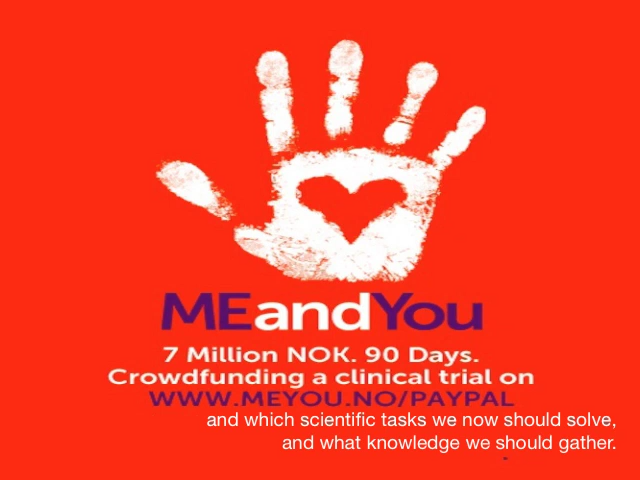 MEandYou
7 Million NOK. 90 Days.
Crowdfunding a clinical trial on
WWW.MEYOU.NO/PAYPAL
and which scientific tasks we now should solve,
and what knowledge we should gather.